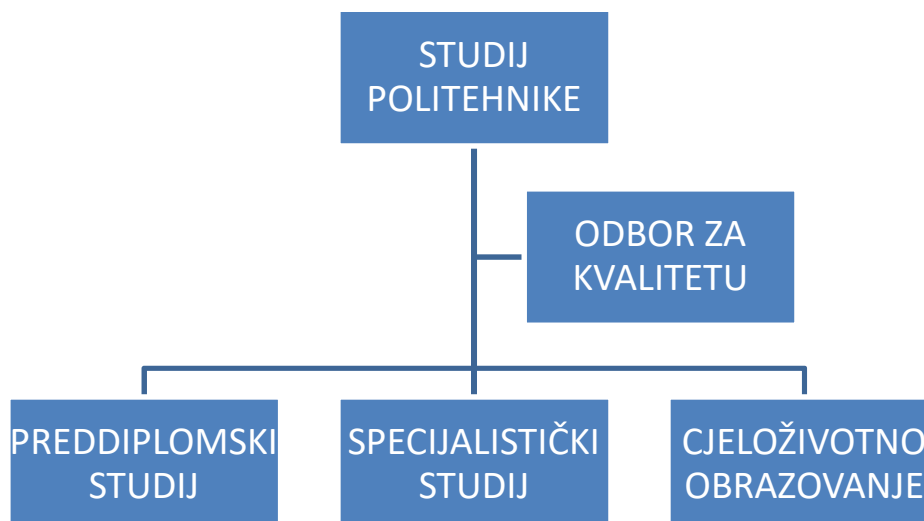 STUDIJ
POLITEHNIKE
ODBOR ZA
KVALITETU
PREDDIPLOMSKI
STUDIJ
SPECIJALISTIČKI
STUDIJ
CJELOŽIVOTNO
OBRAZOVANJE